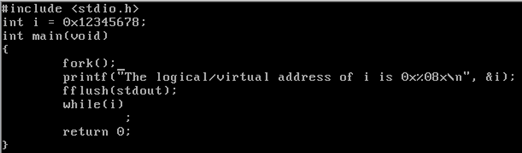 #include <stdio.h>
int i = 0x12345678;
int main(void)
{
        fork();_
        printf("The logical/virtual address of i is 0x%08x\n", &i);
        fflush(stdout);
        while(i)
                ;
        return 0;
}